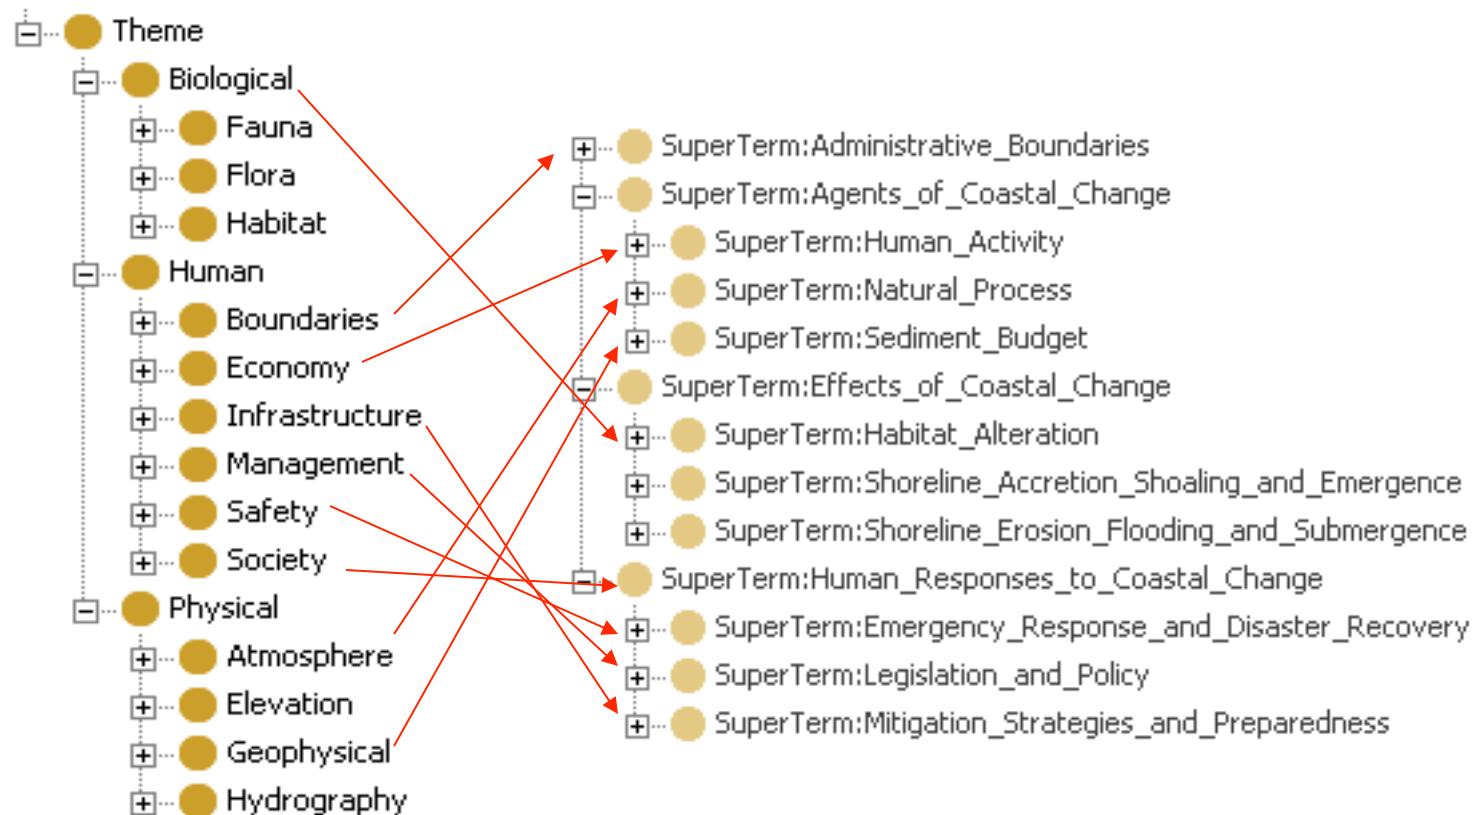 Theme
Biological
Fauna
Flora
Habitat
Human
Boundaries
Economy
Infrastructure
Management
Safety
Society
Physical
Atmosphere
Elevation
Geophysical
Hydrography
SuperTerm:Administrative_Boundaries
SuperTerm:Agents_of_Coastal_Change
SuperTerm:Human_Activity
SuperTerm:Natural_Process
SuperTerm:Sediment_Budget
SuperTerm:Effects_of_Coastal_Change
SuperTerm:Habitat_Alteration
SuperTerm:Shoreline_Accretion_Shoaling_and_Emergence
SuperTerm:Shoreline_Erosion_Flooding_and_Submergence
SuperTerm:Human_Responses_to_Coastal_Change
SuperTerm:Emergency_Response_and_Disaster_Recovery
SuperTerm:Legislation_and_Policy
SuperTerm:Mitigation_Strategies_and_Preparedness